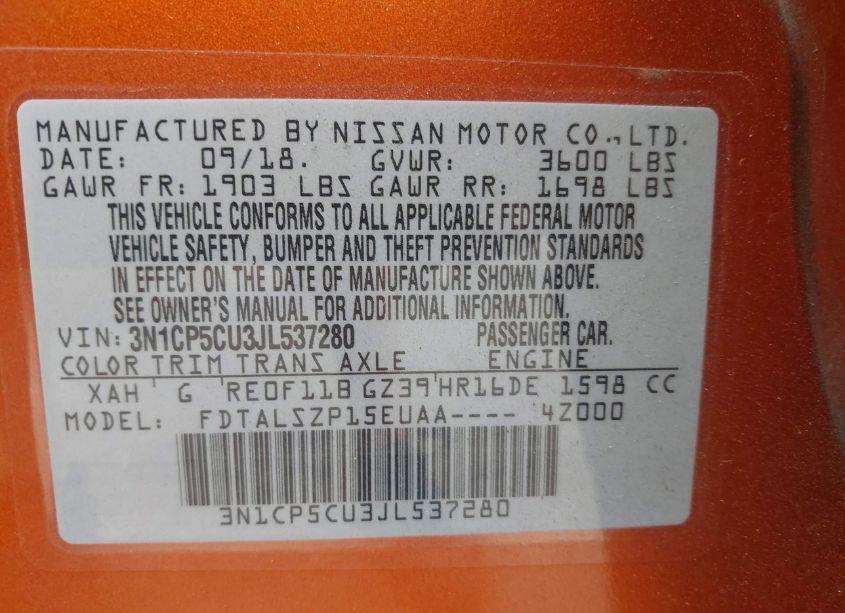 MANUFACTURED BY NISSAN MOTOR CO.,LTD.
DATE: 09/18. GVWR: 3600 LBS
GAWR FR: 1903 LBS GAWR RR: 1698 LBS
THIS VEHICLE CONFORMS TO ALL APPLICABLE FEDERAL MOTOR
VEHICLE SAFETY, BUMPER AND THEFT PREVENTION STANDARDS
IN EFFECT ON THE DATE OF MANUFACTURE SHOWN ABOVE.
SEE OWNER'S MANUAL FOR ADDITIONAL INFORMATION.
VIN: 3N1CP5CU3JL537280 PASSENGER CAR.
COLOR TRIM TRANS AXLE ENGINE
XAH G RE0F11B GZ39 HR16DE 1598 CC
MODEL: FDTALSZP15EUAA---- 4Z000
3N1CP5CU3JL537280